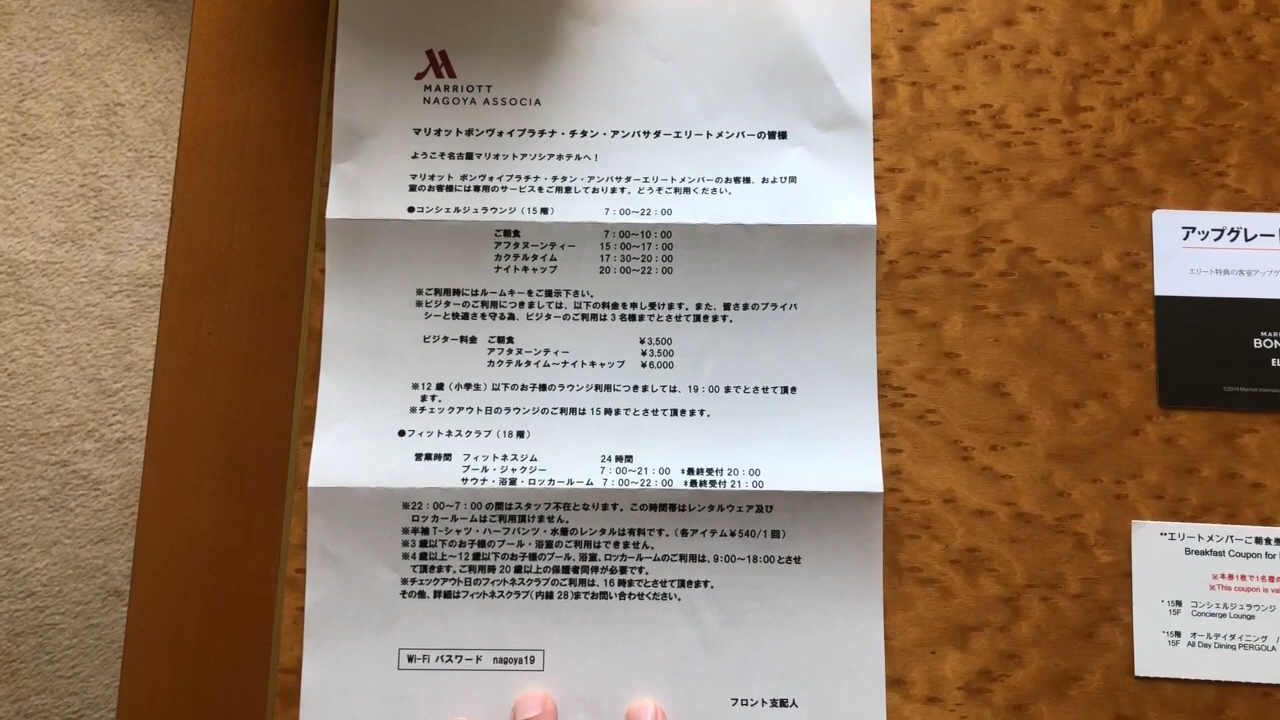 MARRIOTT
NAGOYA ASSOCIA
マリオットボンヴォイプラチナ・チタン・アンバサダーエリートメンバーの皆様
ようこそ名古屋マリオットアソシアホテルへ！
マリオット ボンヴォイプラチナ・チタン・アンバサダーエリートメンバーのお客様、および同
室のお客様には専用のサービスをご用意しております。どうぞご利用ください。
●コンシェルジュラウンジ（15階） 7：00～22：00
ご朝食 7：00～10：00
アフタヌーンティー 15：00～17：00
カクテルタイム 17：30～20：00
ナイトキャップ 20：00～22：00
※ご利用時にはルームキーをご提示下さい。
※ビジターのご利用につきましては、以下の料金を申し受けます。また、皆さまのプライバ
シーと快適さを守る為、ビジターのご利用は3名様までとさせて頂きます。
ビジター料金 ご朝食 ¥3,500
アフタヌーンティー ¥3,500
カクテルタイム～ナイトキャップ ¥6,000
※12歳（小学生）以下のお子様のラウンジ利用につきましては、19：00までとさせて頂き
ます。
※チェックアウト日のラウンジのご利用は15時までとさせて頂きます。
●フィットネスクラブ（18階）
営業時間 フィットネスジム 24時間
プール・ジャクジー 7：00～21：00 *最終受付20：00
サウナ・浴室・ロッカールーム 7：00～22：00 *最終受付21：00
※22：00～7：00の間はスタッフ不在となります。この時間帯はレンタルウェア及び
ロッカールームはご利用頂けません。
※半袖T-シャツ・ハーフパンツ・水着のレンタルは有料です。（各アイテム¥540/1回）
※3歳以下のお子様のプール・浴室のご利用はできません。
※4歳以上～12歳以下のお子様のプール、浴室、ロッカールームのご利用は、9:00～18:00とさせ
て頂きます。ご利用時20歳以上の保護者同伴が必要です。
※チェックアウト日のフィットネスクラブのご利用は、16時までとさせて頂きます。
その他、詳細はフィットネスクラブ（内線28）までお問い合わせください。
Wi-Fi パスワード nagoya19
フロント支配人
アップグレー
エリート特典の客室アップグ
MAR
BON
EL
©2019 Marriott Internatio
**エリートメンバーご朝食券
Breakfast Coupon for
※本券1枚で1名様の
※This coupon is val
*15階 コンシェルジュラウンジ
15F Concierge Lounge
*15階 オールデイダイニング
15F All Day Dining PERGOLA